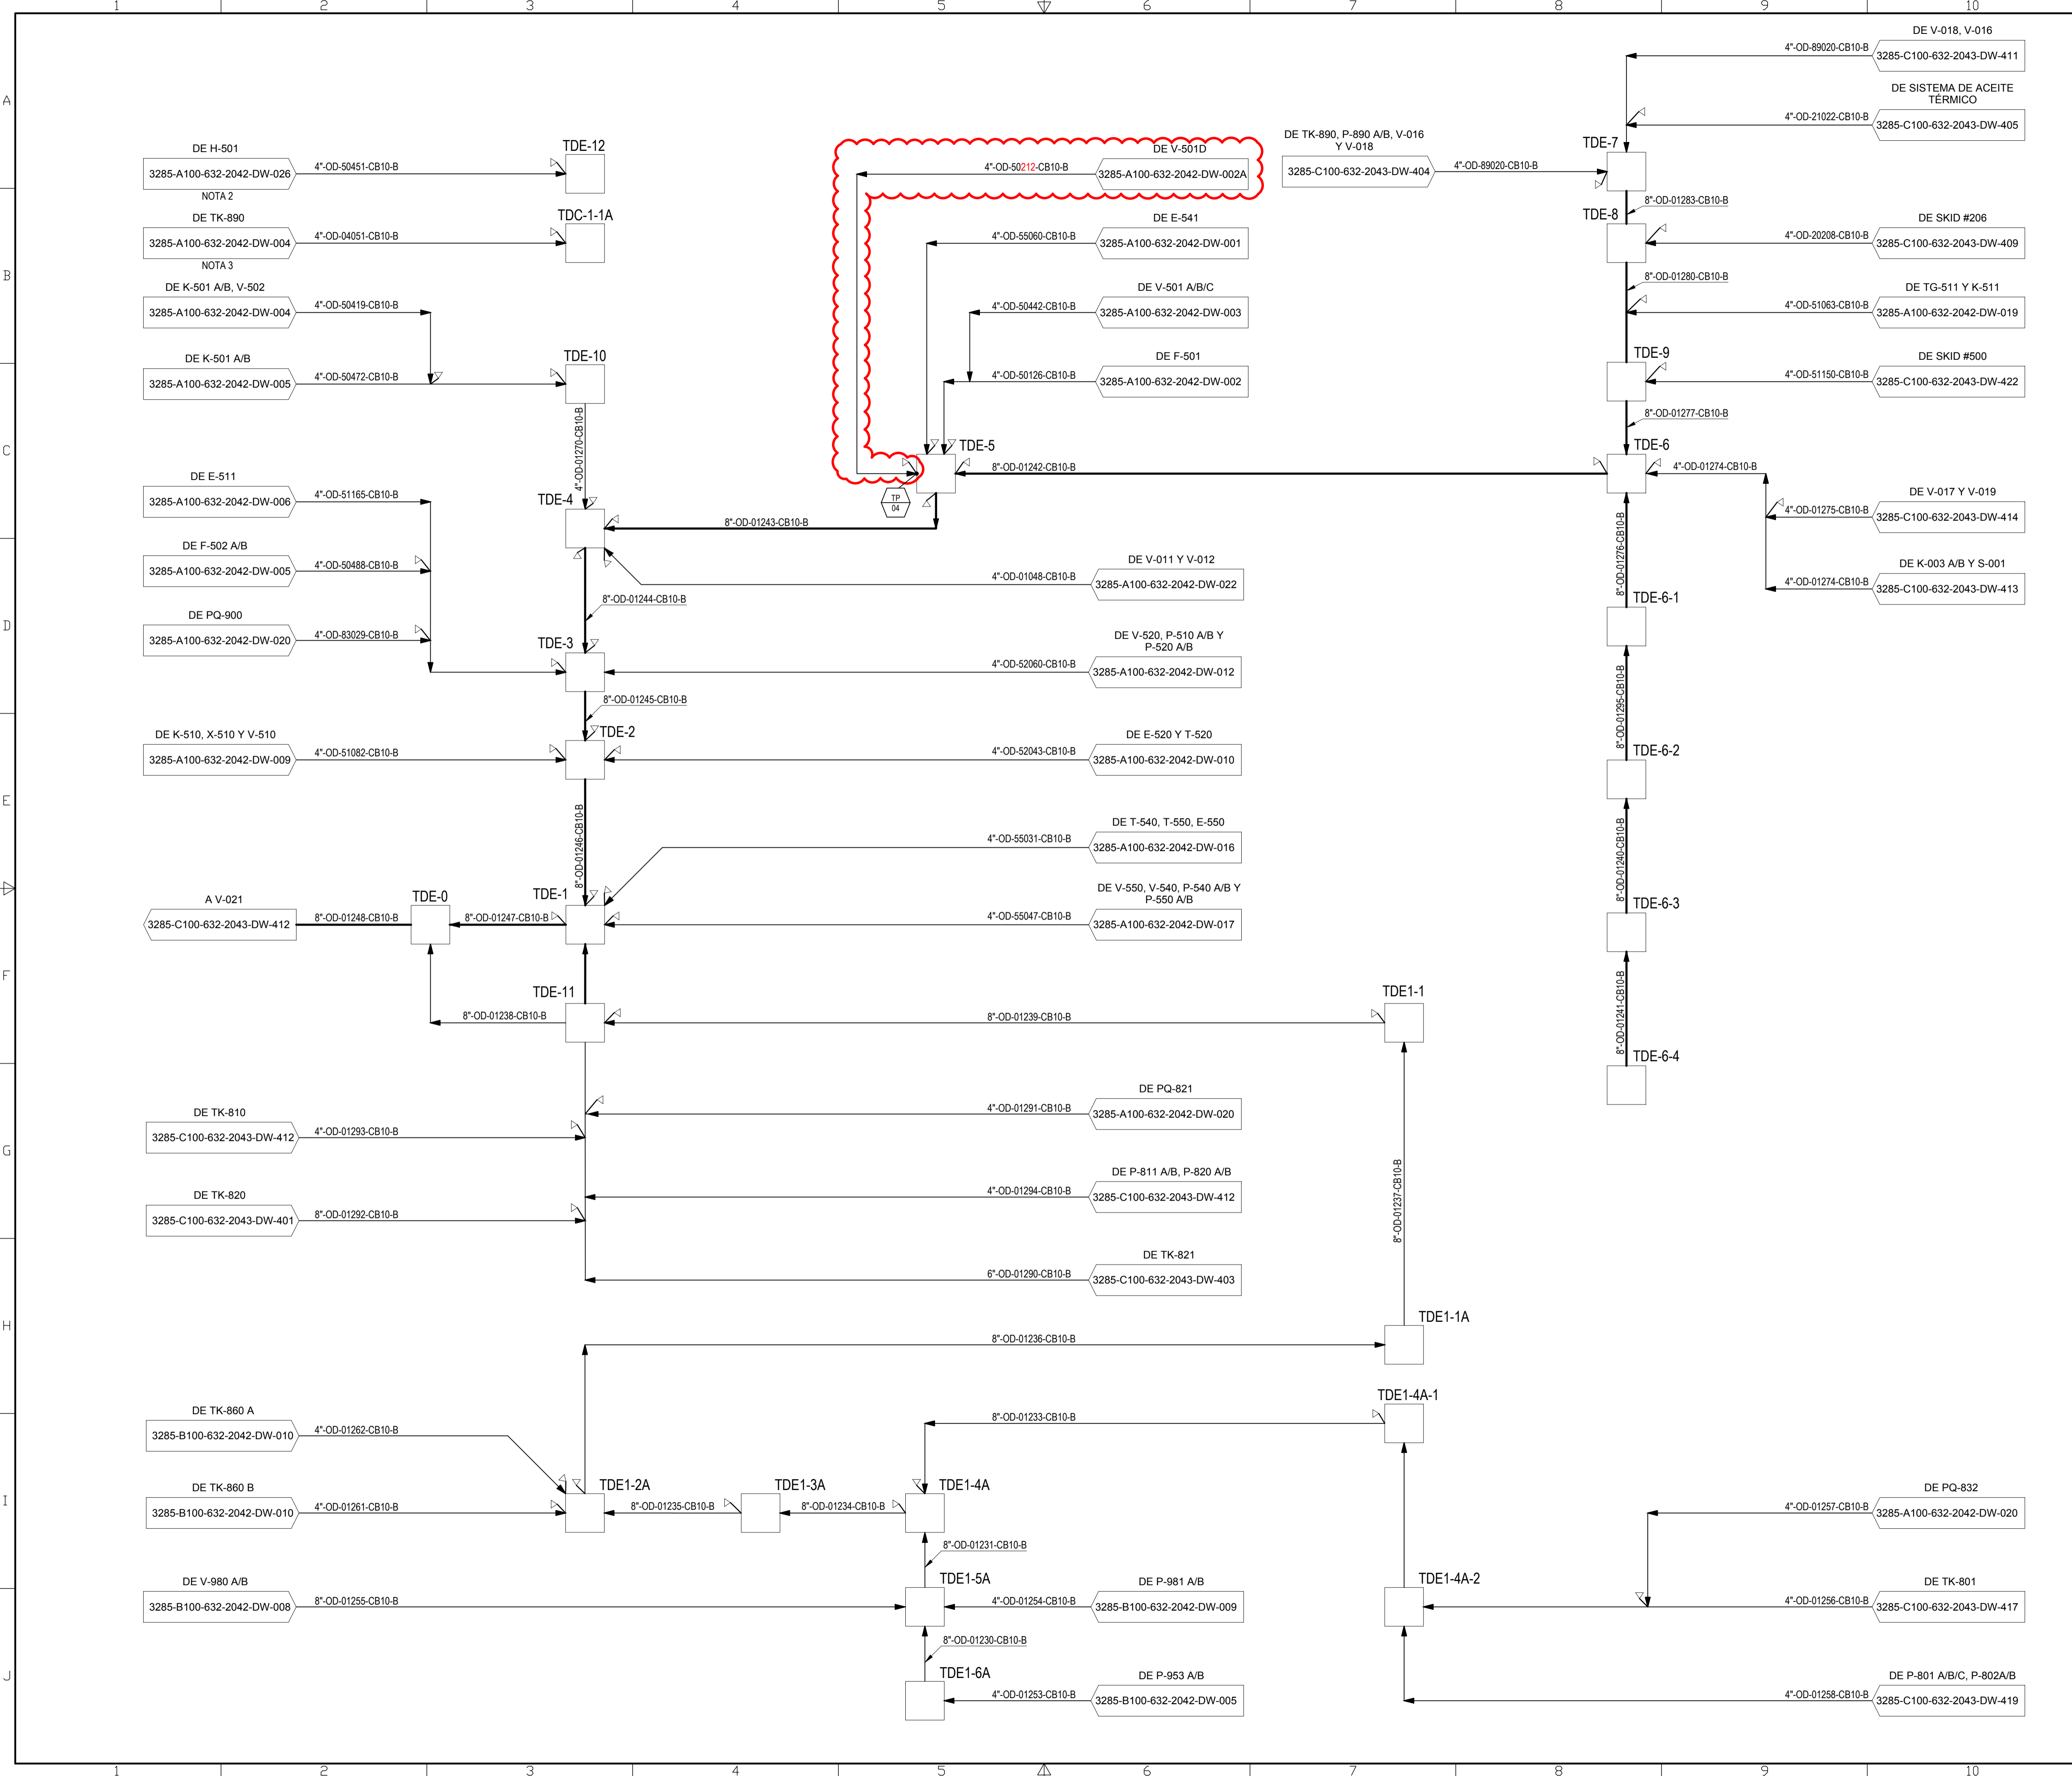 1 2 3 4 5 6 7 8 9 10
A
B
C
D
E
F
G
H
I
J
DE H-501
3285-A100-632-2042-DW-026
4"-OD-50451-CB10-B
NOTA 2
TDE-12
DE TK-890
3285-A100-632-2042-DW-004
4"-OD-04051-CB10-B
NOTA 3
TDC-1-1A
DE K-501 A/B, V-502
3285-A100-632-2042-DW-004
4"-OD-50419-CB10-B
DE K-501 A/B
3285-A100-632-2042-DW-005
4"-OD-50472-CB10-B
TDE-10
4"-OD-01270-CB10-B
DE E-511
3285-A100-632-2042-DW-006
4"-OD-51165-CB10-B
TDE-4
DE F-502 A/B
3285-A100-632-2042-DW-005
4"-OD-50488-CB10-B
8"-OD-01244-CB10-B
DE PQ-900
3285-A100-632-2042-DW-020
4"-OD-83029-CB10-B
TDE-3
8"-OD-01245-CB10-B
DE K-510, X-510 Y V-510
3285-A100-632-2042-DW-009
4"-OD-51082-CB10-B
TDE-2
8"-OD-01246-CB10-B
A V-021
3285-C100-632-2043-DW-412
8"-OD-01248-CB10-B
TDE-0
8"-OD-01247-CB10-B
TDE-1
TDE-11
8"-OD-01238-CB10-B
DE TK-810
3285-C100-632-2043-DW-412
4"-OD-01293-CB10-B
DE TK-820
3285-C100-632-2043-DW-401
8"-OD-01292-CB10-B
DE TK-860 A
3285-B100-632-2042-DW-010
4"-OD-01262-CB10-B
DE TK-860 B
3285-B100-632-2042-DW-010
4"-OD-01261-CB10-B
TDE1-2A
8"-OD-01235-CB10-B
TDE1-3A
8"-OD-01234-CB10-B
TDE1-4A
DE V-980 A/B
3285-B100-632-2042-DW-008
8"-OD-01255-CB10-B
8"-OD-01231-CB10-B
TDE1-5A
8"-OD-01230-CB10-B
TDE1-6A
DE V-501D
4"-OD-50212-CB10-B
3285-A100-632-2042-DW-002A
DE E-541
4"-OD-55060-CB10-B
3285-A100-632-2042-DW-001
DE V-501 A/B/C
4"-OD-50442-CB10-B
3285-A100-632-2042-DW-003
DE F-501
4"-OD-50126-CB10-B
3285-A100-632-2042-DW-002
TDE-5
TP
04
8"-OD-01242-CB10-B
8"-OD-01243-CB10-B
DE V-011 Y V-012
4"-OD-01048-CB10-B
3285-A100-632-2042-DW-022
DE V-520, P-510 A/B Y
P-520 A/B
4"-OD-52060-CB10-B
3285-A100-632-2042-DW-012
DE E-520 Y T-520
4"-OD-52043-CB10-B
3285-A100-632-2042-DW-010
DE T-540, T-550, E-550
4"-OD-55031-CB10-B
3285-A100-632-2042-DW-016
DE V-550, V-540, P-540 A/B Y
P-550 A/B
4"-OD-55047-CB10-B
3285-A100-632-2042-DW-017
8"-OD-01239-CB10-B
TDE1-1
DE PQ-821
4"-OD-01291-CB10-B
3285-A100-632-2042-DW-020
DE P-811 A/B, P-820 A/B
4"-OD-01294-CB10-B
3285-C100-632-2043-DW-412
DE TK-821
6"-OD-01290-CB10-B
3285-C100-632-2043-DW-403
8"-OD-01237-CB10-B
8"-OD-01236-CB10-B
TDE1-1A
TDE1-4A-1
8"-OD-01233-CB10-B
DE P-981 A/B
4"-OD-01254-CB10-B
3285-B100-632-2042-DW-009
DE P-953 A/B
4"-OD-01253-CB10-B
3285-B100-632-2042-DW-005
TDE1-4A-2
DE TK-890, P-890 A/B, V-016
Y V-018
3285-C100-632-2043-DW-404
4"-OD-89020-CB10-B
DE V-018, V-016
4"-OD-89020-CB10-B
3285-C100-632-2043-DW-411
DE SISTEMA DE ACEITE
TÉRMICO
4"-OD-21022-CB10-B
3285-C100-632-2043-DW-405
TDE-7
8"-OD-01283-CB10-B
TDE-8
DE SKID #206
4"-OD-20208-CB10-B
3285-C100-632-2043-DW-409
8"-OD-01280-CB10-B
DE TG-511 Y K-511
4"-OD-51063-CB10-B
3285-A100-632-2042-DW-019
TDE-9
DE SKID #500
4"-OD-51150-CB10-B
3285-C100-632-2043-DW-422
8"-OD-01277-CB10-B
TDE-6
4"-OD-01274-CB10-B
DE V-017 Y V-019
4"-OD-01275-CB10-B
3285-C100-632-2043-DW-414
DE K-003 A/B Y S-001
4"-OD-01274-CB10-B
3285-C100-632-2043-DW-413
8"-OD-01276-CB10-B
TDE-6-1
8"-OD-01295-CB10-B
TDE-6-2
8"-OD-01240-CB10-B
TDE-6-3
8"-OD-01241-CB10-B
TDE-6-4
DE PQ-832
4"-OD-01257-CB10-B
3285-A100-632-2042-DW-020
DE TK-801
4"-OD-01256-CB10-B
3285-C100-632-2043-DW-417
DE P-801 A/B/C, P-802A/B
4"-OD-01258-CB10-B
3285-C100-632-2043-DW-419
1 2 3 4 5 6 7 8 9 10